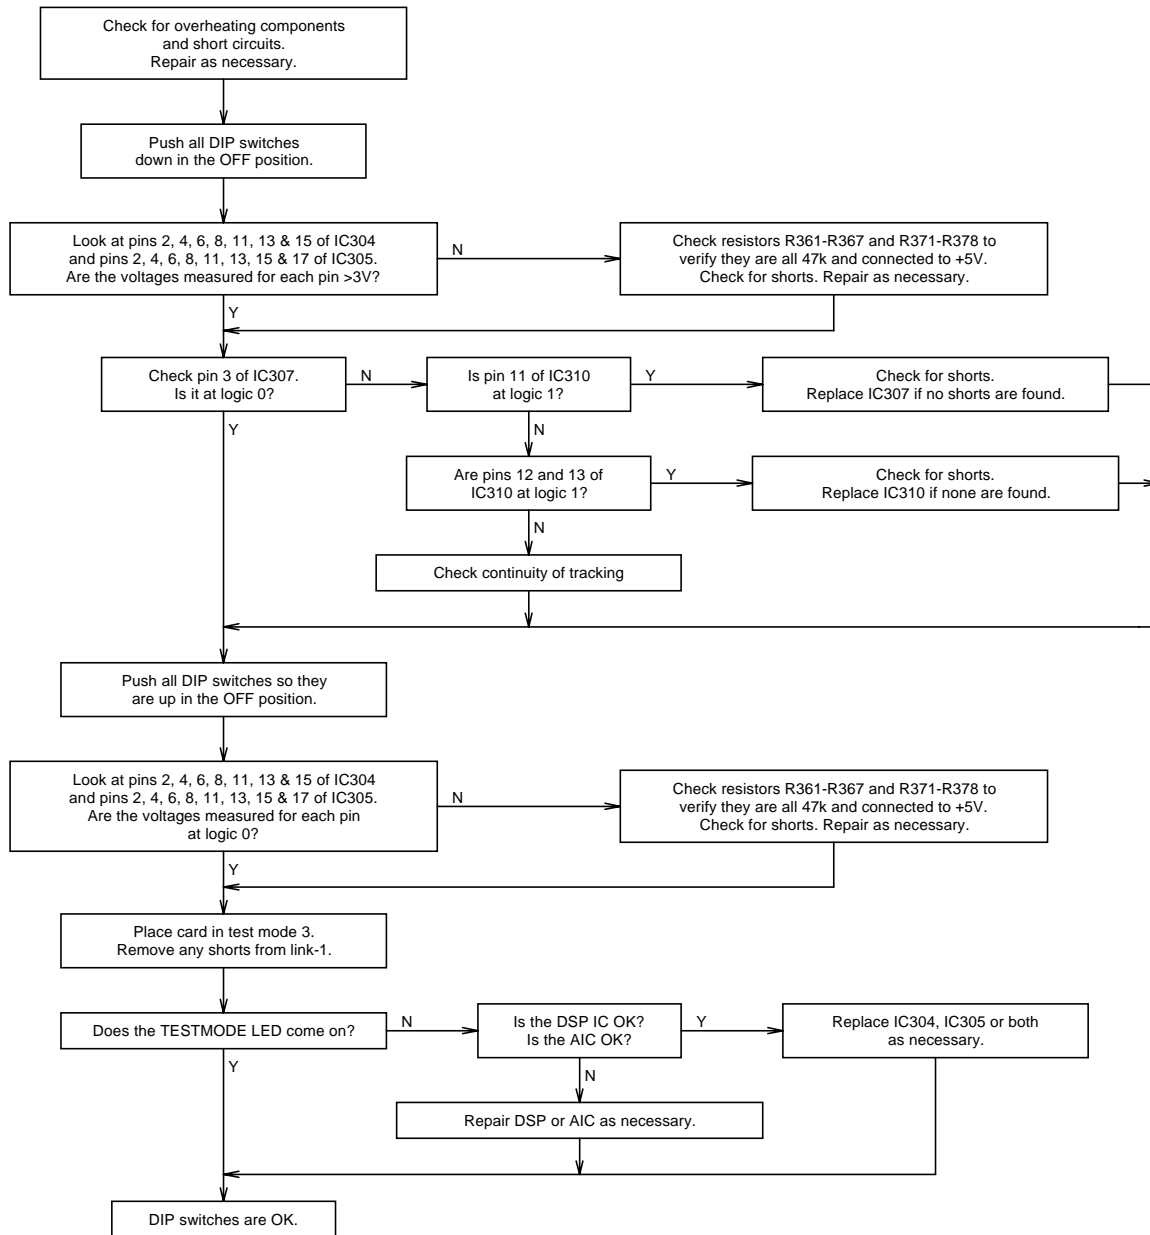 Check for overheating components
and short circuits.
Repair as necessary.
Push all DIP switches
down in the OFF position.
Look at pins 2, 4, 6, 8, 11, 13 & 15 of IC304
and pins 2, 4, 6, 8, 11, 13, 15 & 17 of IC305.
Are the voltages measured for each pin >3V?
N
Check resistors R361-R367 and R371-R378 to
verify they are all 47k and connected to +5V.
Check for shorts. Repair as necessary.
Y
Check pin 3 of IC307.
Is it at logic 0?
N
Is pin 11 of IC310
at logic 1?
Y
Check for shorts.
Replace IC307 if no shorts are found.
Y
N
Are pins 12 and 13 of
IC310 at logic 1?
Y
Check for shorts.
Replace IC310 if none are found.
N
Check continuity of tracking
Push all DIP switches so they
are up in the OFF position.
Look at pins 2, 4, 6, 8, 11, 13 & 15 of IC304
and pins 2, 4, 6, 8, 11, 13, 15 & 17 of IC305.
Are the voltages measured for each pin
at logic 0?
N
Check resistors R361-R367 and R371-R378 to
verify they are all 47k and connected to +5V.
Check for shorts. Repair as necessary.
Y
Place card in test mode 3.
Remove any shorts from link-1.
Does the TESTMODE LED come on?
N
Is the DSP IC OK?
Is the AIC OK?
Y
Replace IC304, IC305 or both
as necessary.
Y
N
Repair DSP or AIC as necessary.
DIP switches are OK.